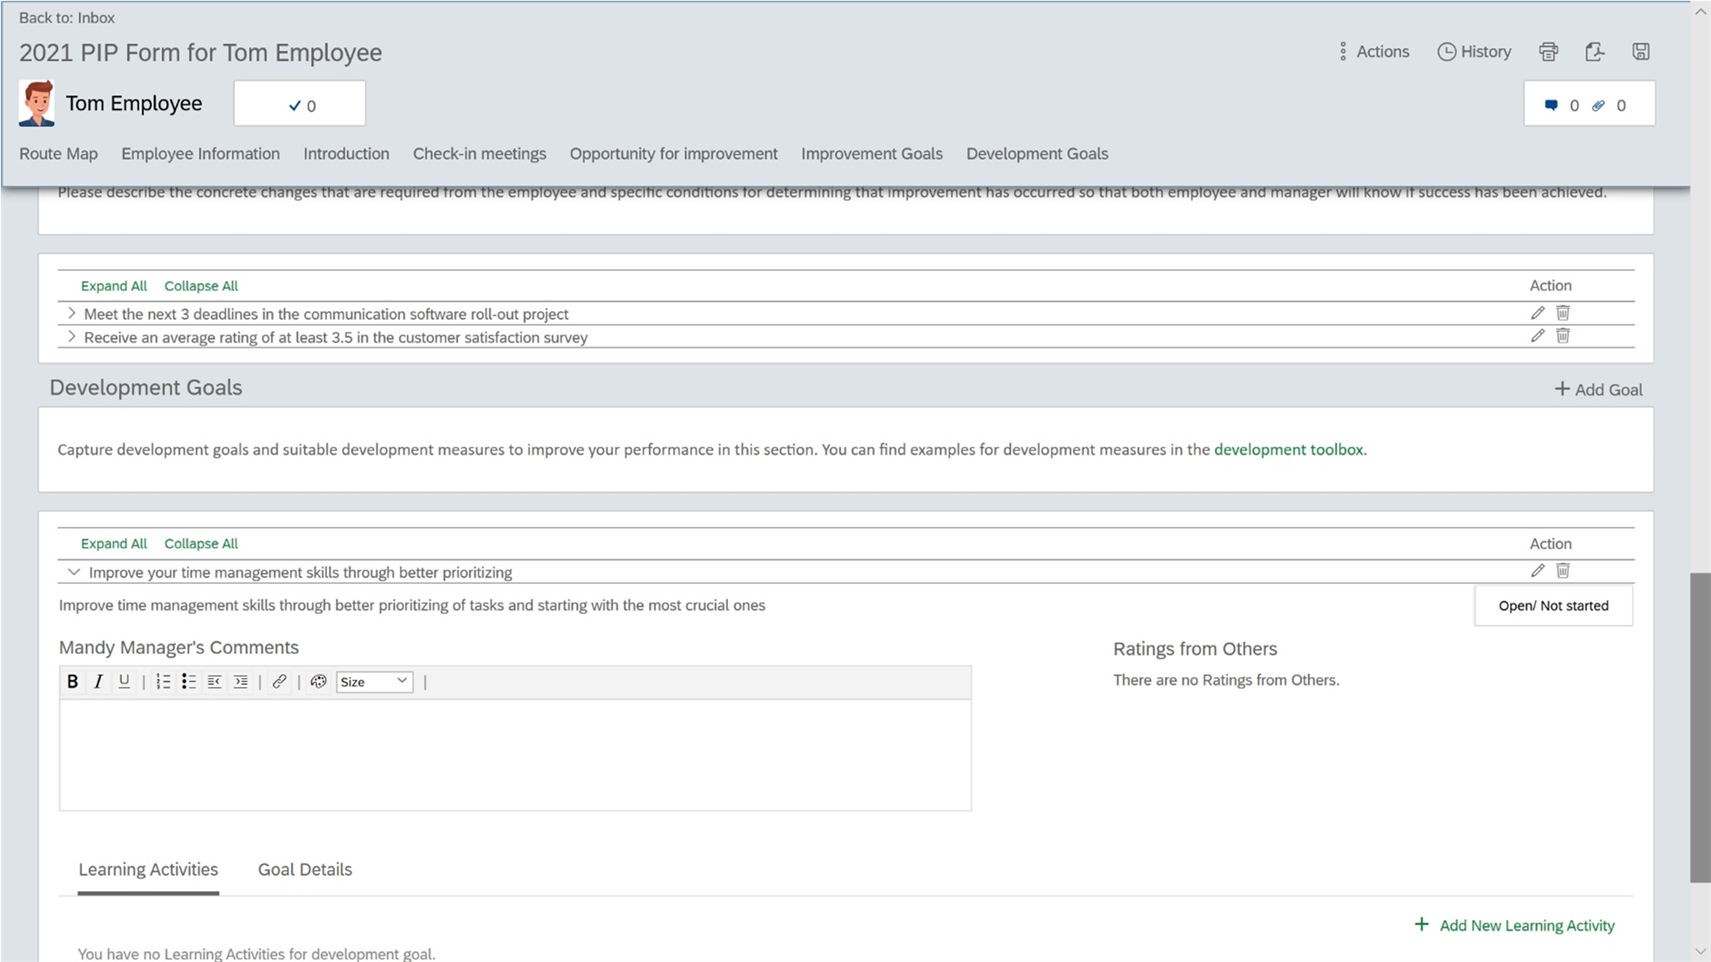 Back to: Inbox
2021 PIP Form for Tom Employee
Actions History
Tom Employee
0
0 0
Route Map Employee Information Introduction Check-in meetings Opportunity for improvement Improvement Goals Development Goals
Please describe the concrete changes that are required from the employee and specific conditions for determining that improvement has occurred so that both employee and manager will know if success has been achieved.
Expand All Collapse All Action
Meet the next 3 deadlines in the communication software roll-out project
Receive an average rating of at least 3.5 in the customer satisfaction survey
Development Goals + Add Goal
Capture development goals and suitable development measures to improve your performance in this section. You can find examples for development measures in the development toolbox.
Expand All Collapse All Action
Improve your time management skills through better prioritizing
Improve time management skills through better prioritizing of tasks and starting with the most crucial ones
Open/ Not started
Mandy Manager's Comments
Ratings from Others
B I U | | | Size |
There are no Ratings from Others.
Learning Activities Goal Details
+ Add New Learning Activity
You have no Learning Activities for development goal.